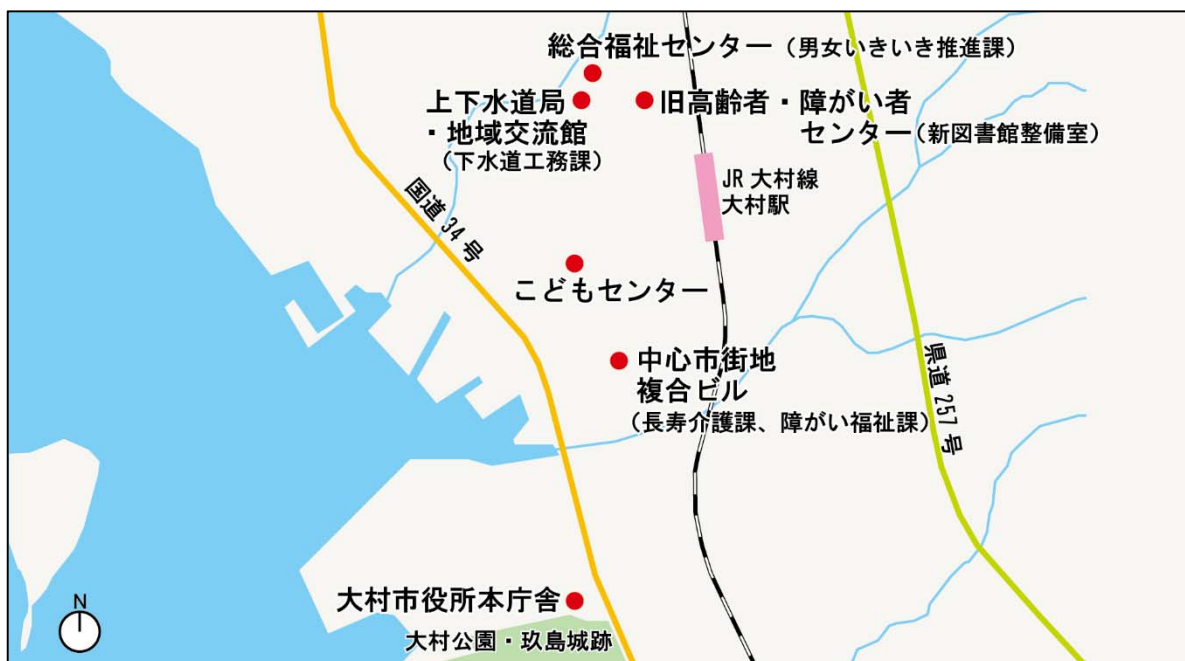 総合福祉センター（男女いきいき推進課）
上下水道局
・地域交流館
（下水道工務課）
旧高齢者・障がい者
センター（新図書館整備室）
JR 大村線
大村駅
国道 34 号
こどもセンター
中心市街地
複合ビル
（長寿介護課、障がい福祉課）
県道 257 号
大村市役所本庁舎
大村公園・玖島城跡
N